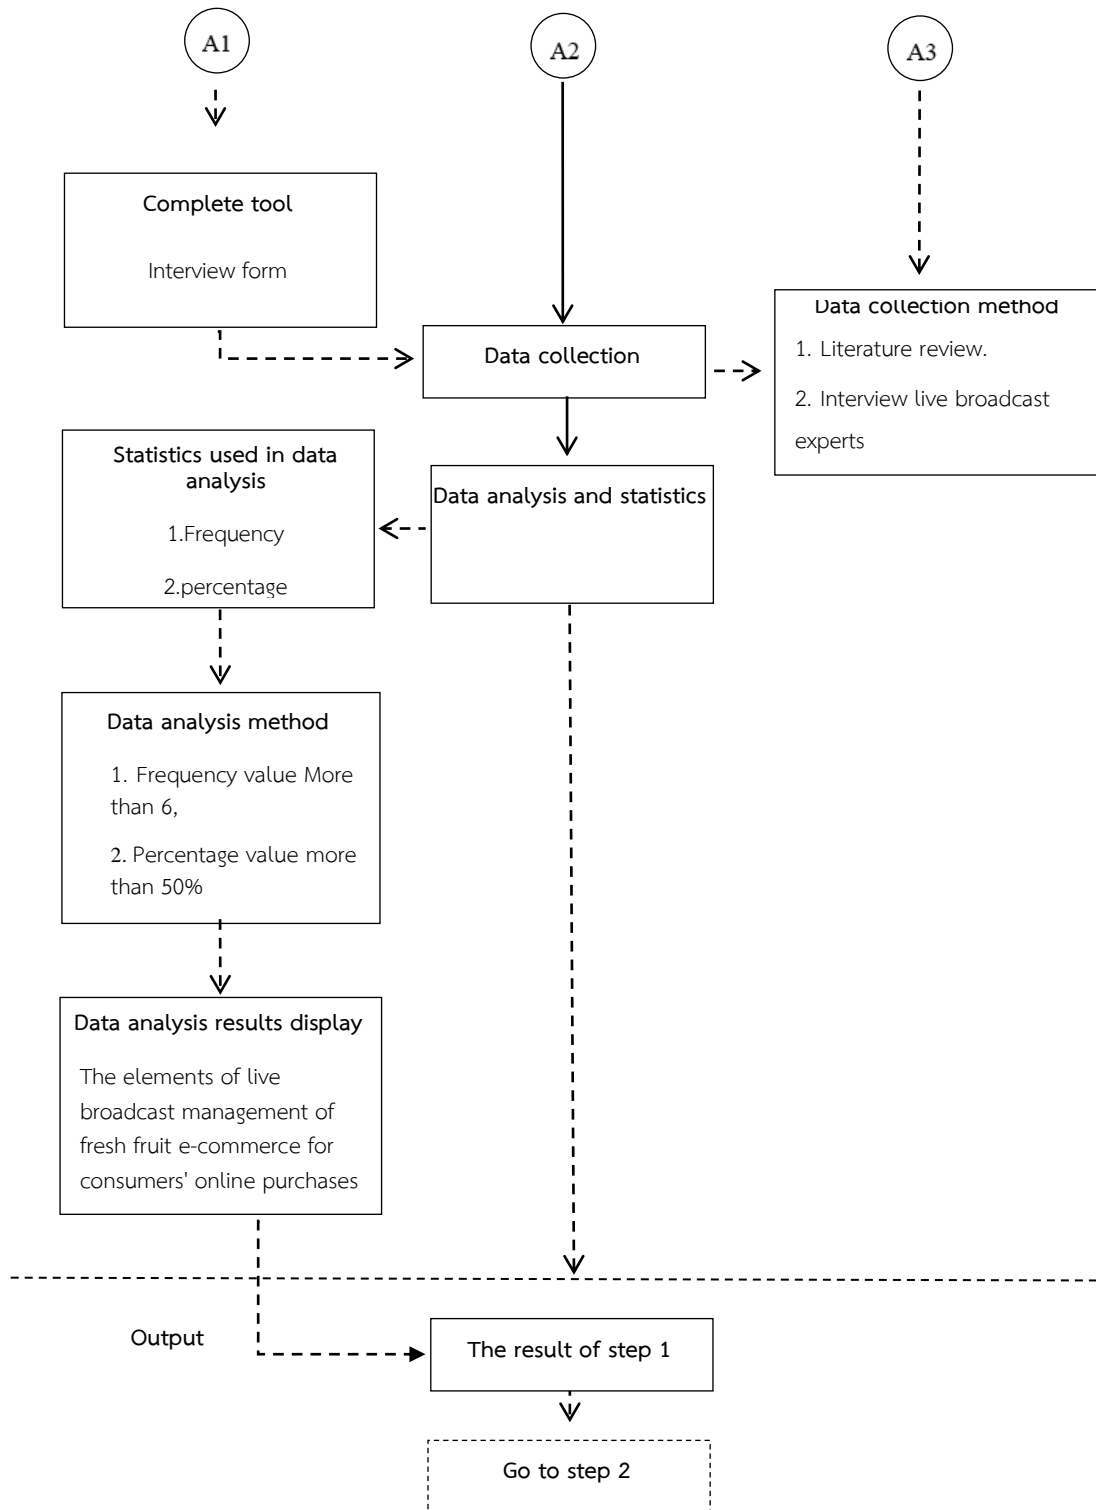 A1
A2
A3
Complete tool
Interview form
Data collection
Data collection method
1. Literature review.
2. Interview live broadcast
experts
Statistics used in data
analysis
1.Frequency
2.percentage
Data analysis and statistics
Data analysis method
1. Frequency value More
than 6,
2. Percentage value more
than 50%
Data analysis results display
The elements of live
broadcast management of
fresh fruit e-commerce for
consumers' online purchases
Output
The result of step 1
Go to step 2